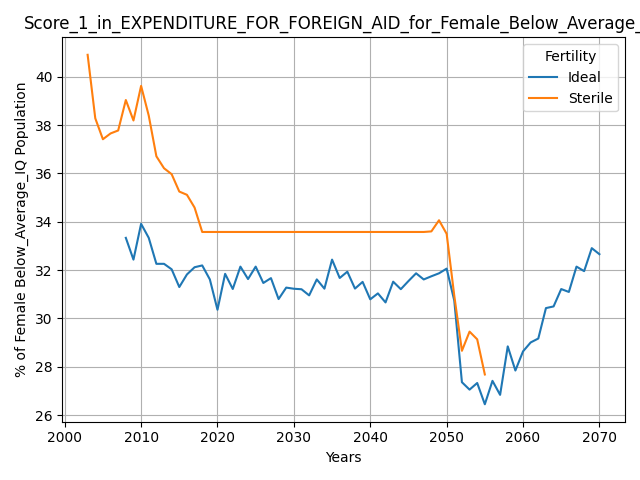 Score_1_in_EXPENDITURE_FOR_FOREIGN_AID_for_Female_Below_Average_
% of Female Below_Average_IQ Population
40
38
36
34
32
30
28
26
Fertility
Ideal
Sterile
2000 2010 2020 2030 2040 2050 2060 2070
Years